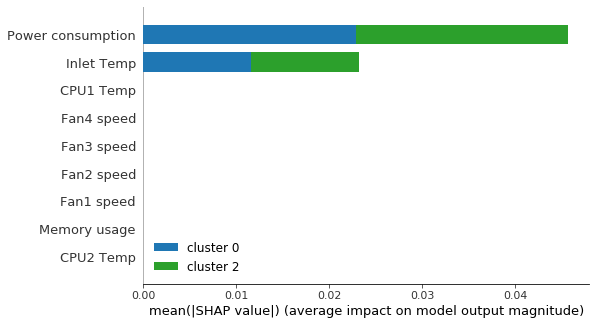 Power consumption
Inlet Temp
CPU1 Temp
Fan4 speed
Fan3 speed
Fan2 speed
Fan1 speed
Memory usage
CPU2 Temp
cluster 0
cluster 2
0.00 0.01 0.02 0.03 0.04
mean(|SHAP value|) (average impact on model output magnitude)